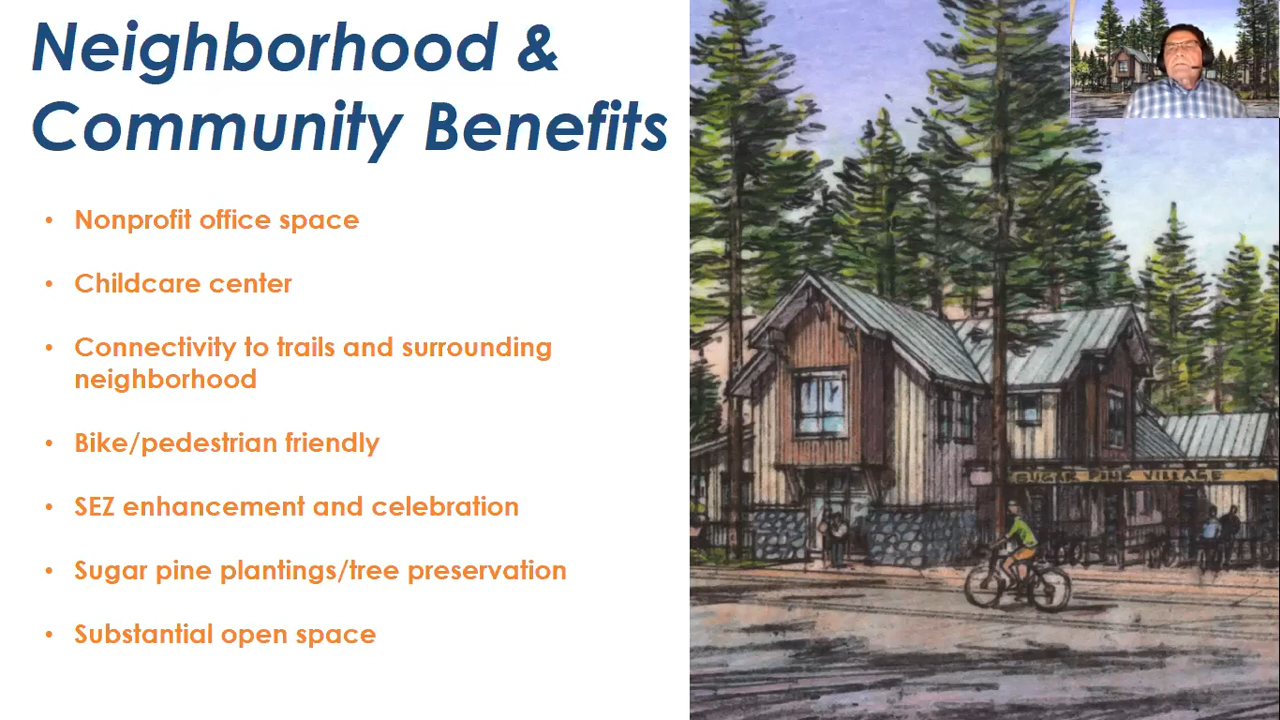 Neighborhood &
Community Benefits
• Nonprofit office space
• Childcare center
• Connectivity to trails and surrounding
neighborhood
• Bike/pedestrian friendly
• SEZ enhancement and celebration
• Sugar pine plantings/tree preservation
• Substantial open space
SUGAR PINE VILLAGE